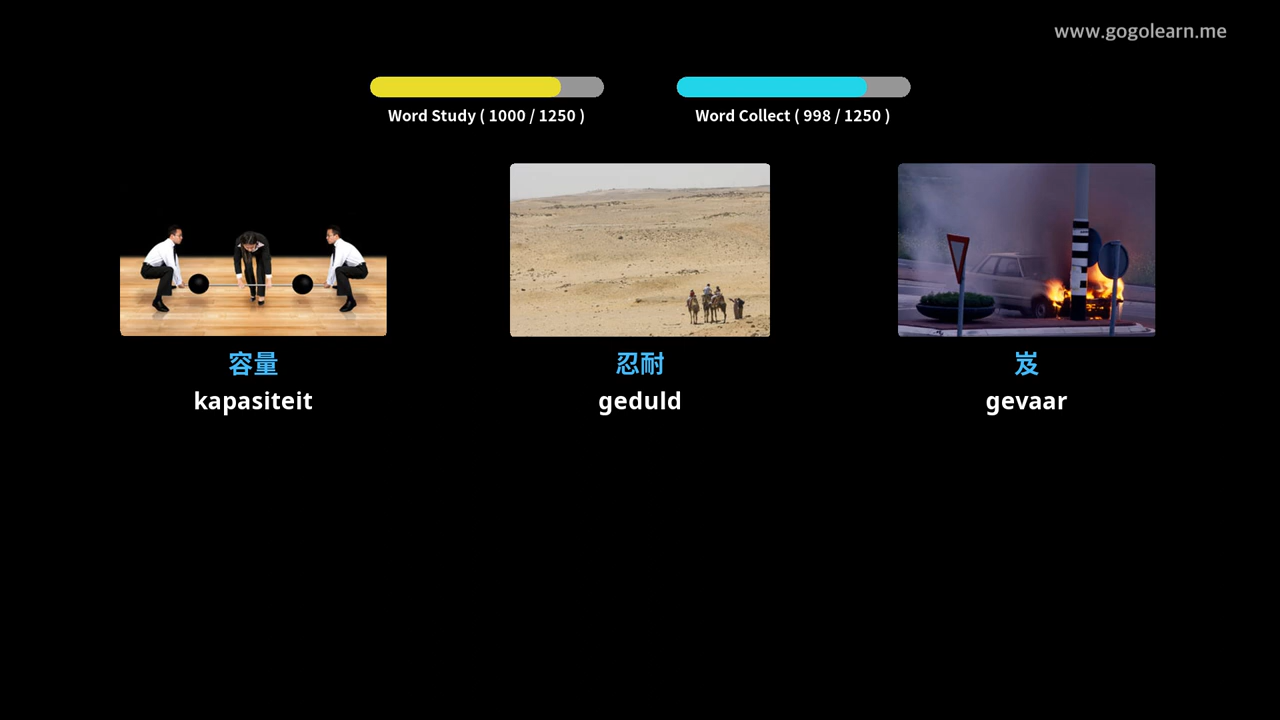 www.gogolearn.me
Word Study ( 1000 / 1250 )
Word Collect ( 998 / 1250 )
容量
忍耐
岌
kapasiteit
geduld
gevaar